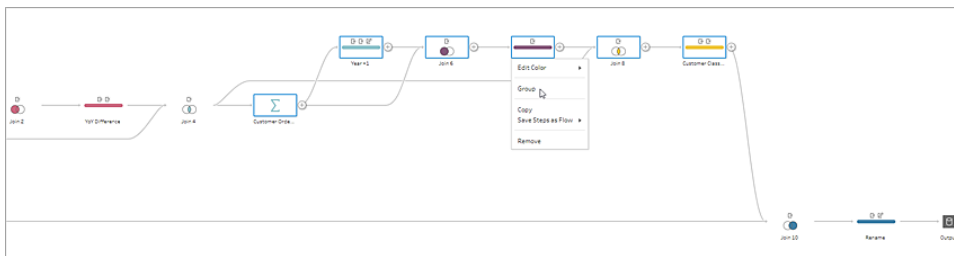 Year +1
Join 6
Join 8
Customer Class...
Edit Color
Group
Copy
Save Steps as Flow
Remove
Join 2
YoY Difference
Join 4
Customer Orde...
Join 10
Rename
Outpu